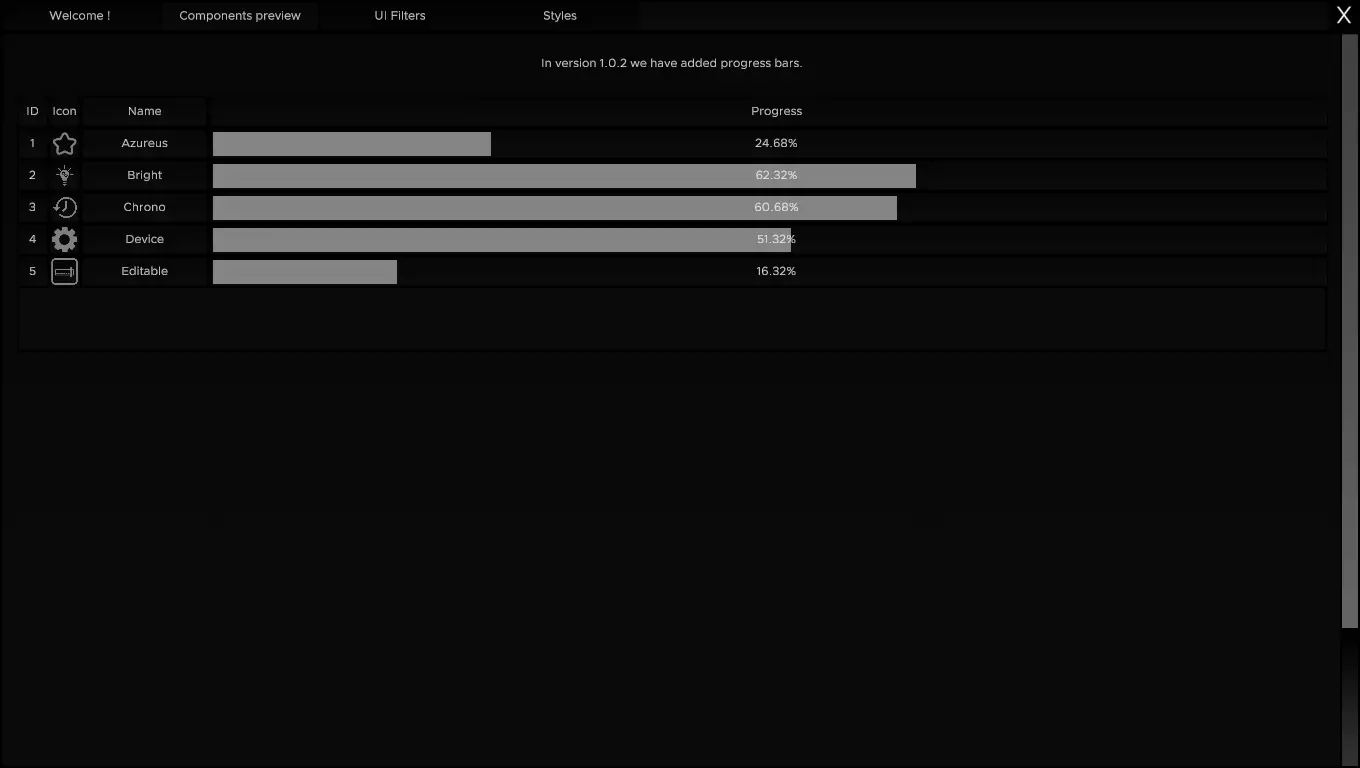 Welcome ! Components preview UI Filters Styles X
In version 1.0.2 we have added progress bars.
ID Icon Name Progress
1 Azureus 24.68%
2 Bright 62.32%
3 Chrono 60.68%
4 Device 51.32%
5 Editable 16.32%